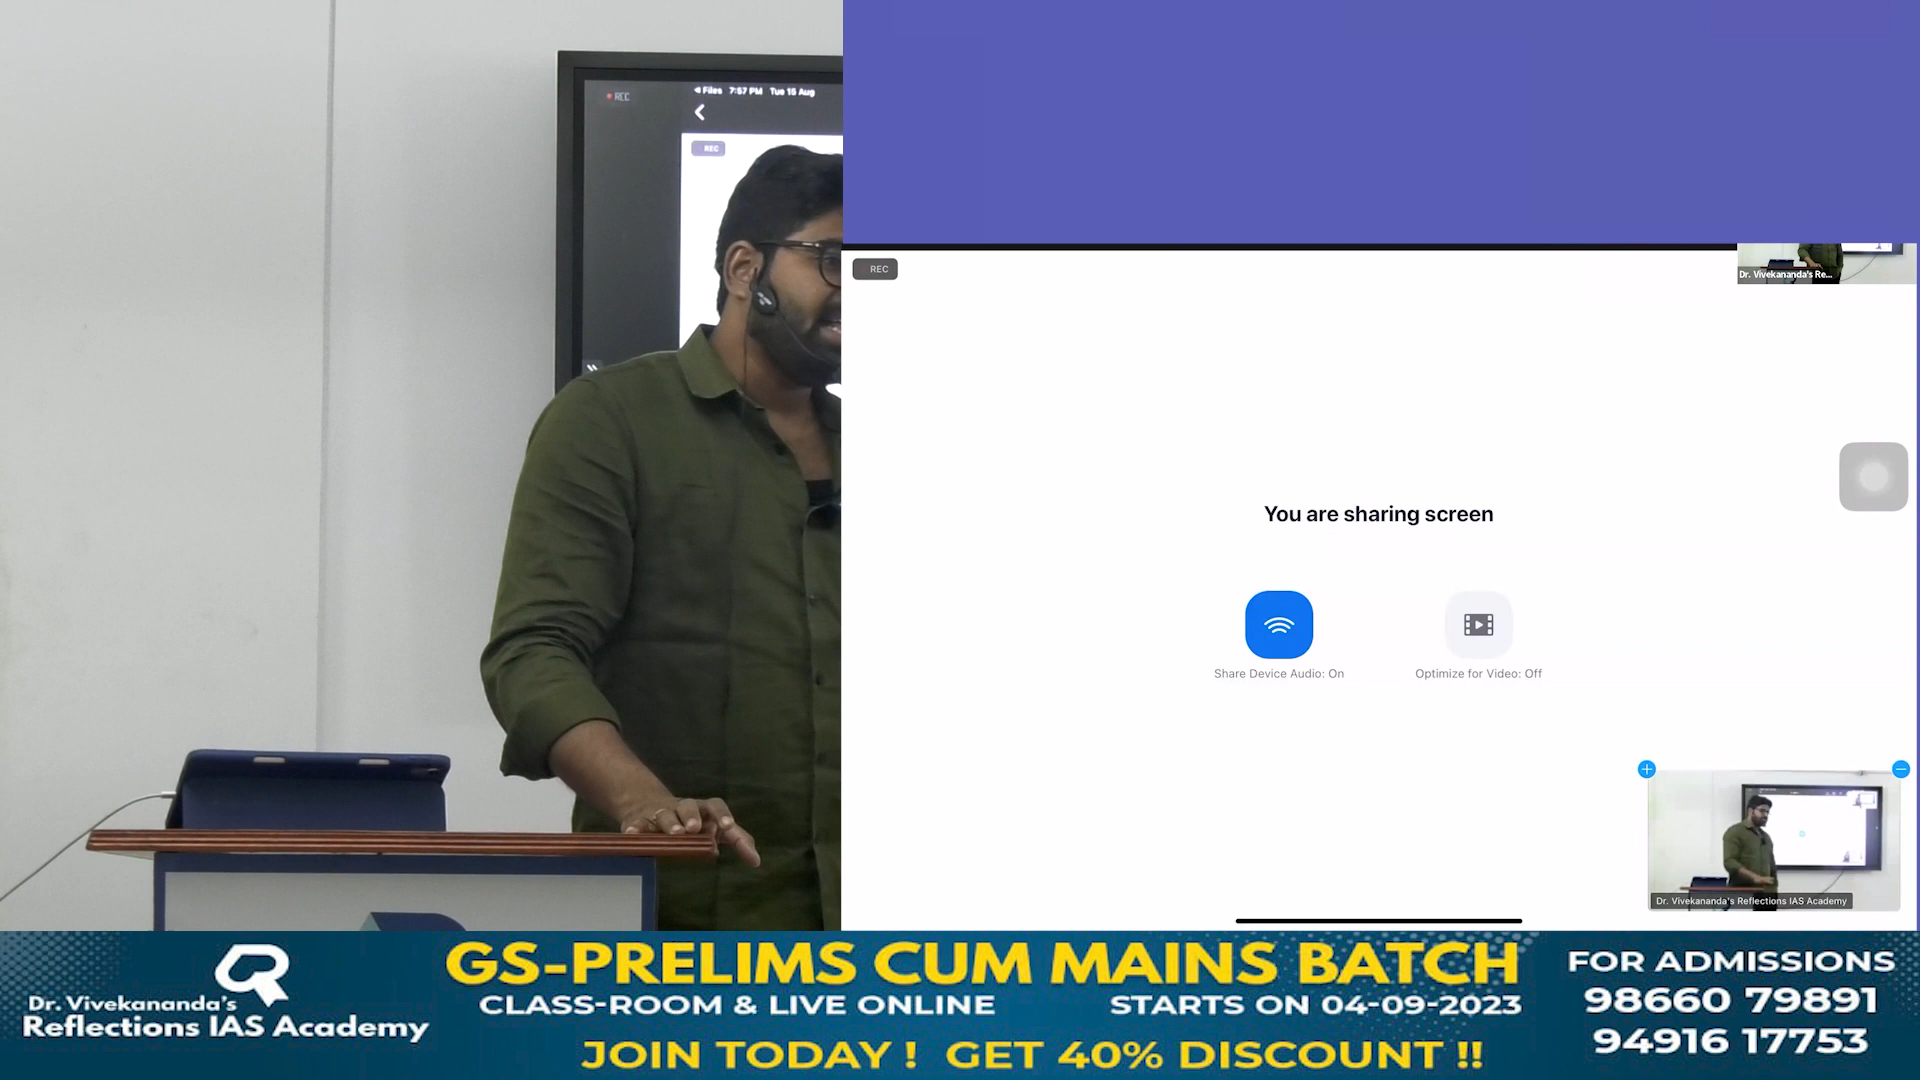 REC
Files 7:57 PM Tue 15 Aug
REC
REC
Dr. Vivekananda's Re...
You are sharing screen
Share Device Audio: On
Optimize for Video: Off
Dr. Vivekananda's Reflections IAS Academy
Dr. Vivekananda's
Reflections IAS Academy
GS-PRELIMS CUM MAINS BATCH
CLASS-ROOM & LIVE ONLINE
STARTS ON 04-09-2023
JOIN TODAY ! GET 40% DISCOUNT !!
FOR ADMISSIONS
98660 79891
94916 17753